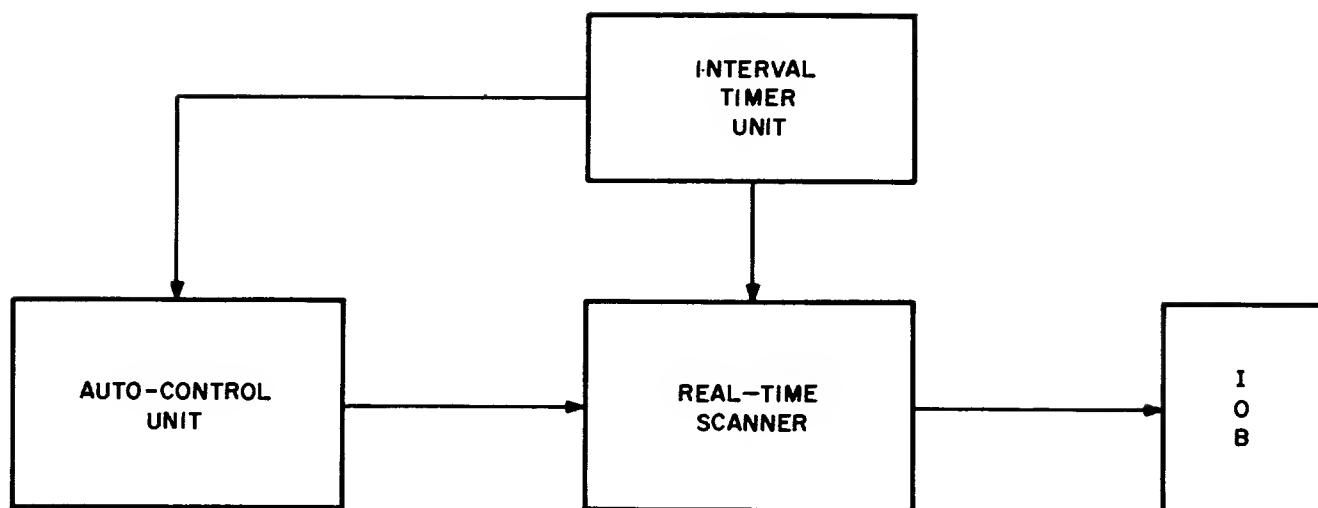 INTERVAL
TIMER
UNIT
AUTO-CONTROL
UNIT
REAL-TIME
SCANNER
I
O
B